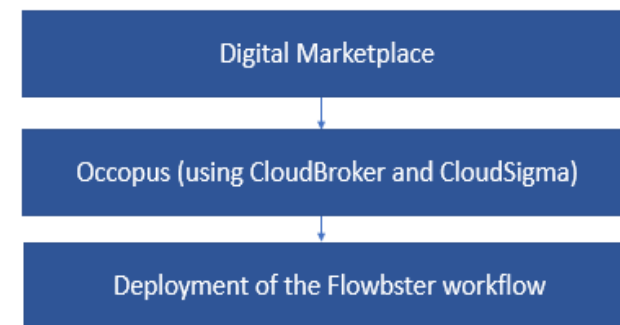 Digital Marketplace
Occopus (using CloudBroker and CloudSigma)
Deployment of the Flowbster workflow